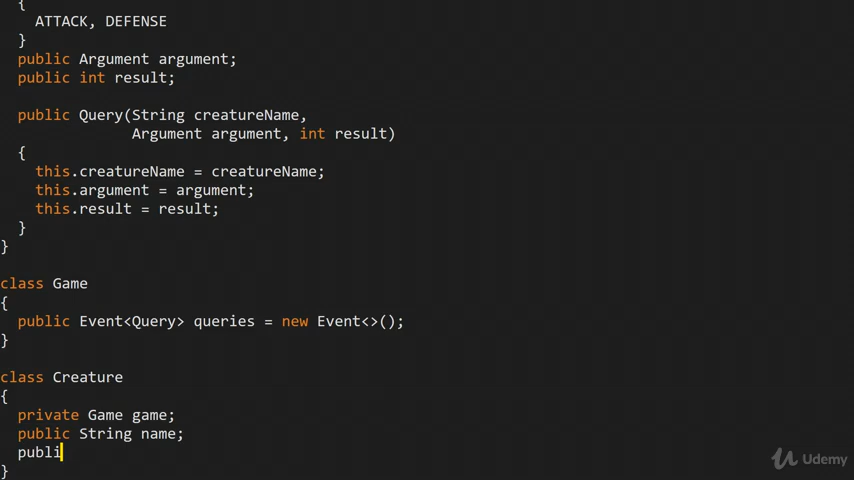 {
ATTACK, DEFENSE
}
public Argument argument;
public int result;
public Query(String creatureName,
Argument argument, int result)
{
this.creatureName = creatureName;
this.argument = argument;
this.result = result;
}
}
class Game
{
public Event<Query> queries = new Event<>();
}
class Creature
{
private Game game;
public String name;
publi
}
Udemy